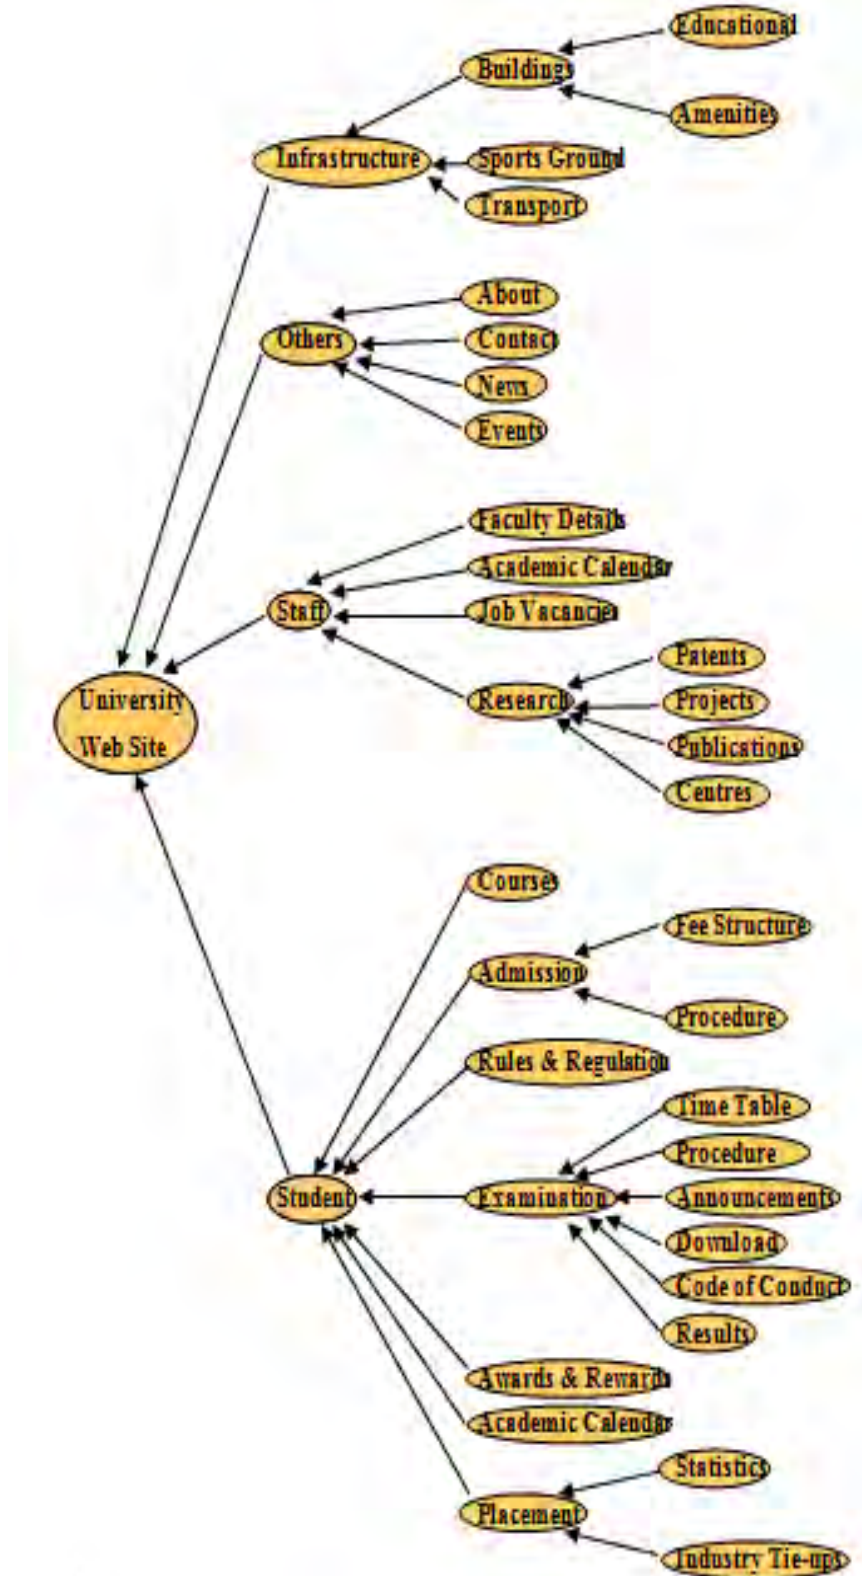 Educational
Buildings
Amenities
Infrastructure
Sports Ground
Transport
About
Others
Contact
News
Events
Faculty Details
Academic Calendar
Staff
Job Vacancies
Patents
Research
Projects
Publications
Centres
University
Web Site
Courses
Fee Structure
Admission
Procedure
Rules & Regulation
Time Table
Procedure
Student
Examination
Announcements
Download
Code of Conduct
Results
Awards & Rewards
Academic Calendar
Statistics
Placement
Industry Tie-ups